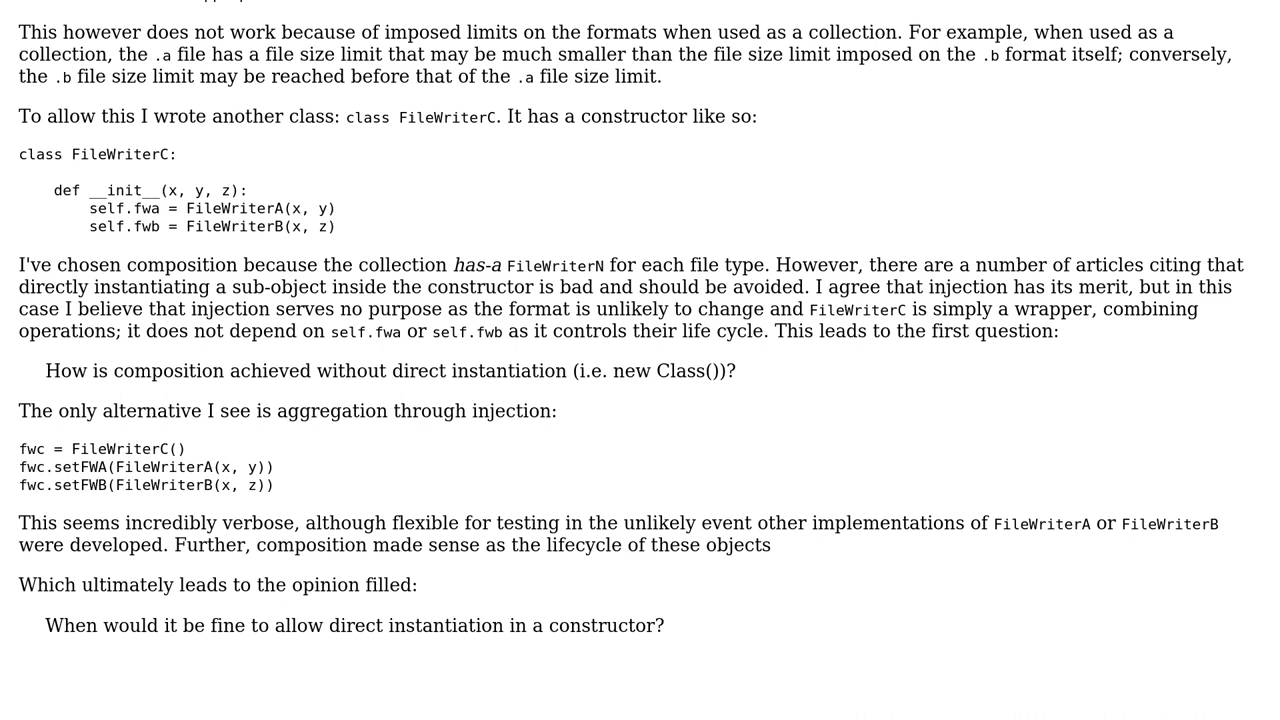 This however does not work because of imposed limits on the formats when used as a collection. For example, when used as a
collection, the .a file has a file size limit that may be much smaller than the file size limit imposed on the .b format itself; conversely,
the .b file size limit may be reached before that of the .a file size limit.
To allow this I wrote another class: class FileWriterC. It has a constructor like so:
class FileWriterC:
    def __init__(x, y, z):
        self.fwa = FileWriterA(x, y)
        self.fwb = FileWriterB(x, z)
I've chosen composition because the collection has-a FileWriterN for each file type. However, there are a number of articles citing that
directly instantiating a sub-object inside the constructor is bad and should be avoided. I agree that injection has its merit, but in this
case I believe that injection serves no purpose as the format is unlikely to change and FileWriterC is simply a wrapper, combining
operations; it does not depend on self.fwa or self.fwb as it controls their life cycle. This leads to the first question:
How is composition achieved without direct instantiation (i.e. new Class())?
The only alternative I see is aggregation through injection:
fwc = FileWriterC()
fwc.setFWA(FileWriterA(x, y))
fwc.setFWB(FileWriterB(x, z))
This seems incredibly verbose, although flexible for testing in the unlikely event other implementations of FileWriterA or FileWriterB
were developed. Further, composition made sense as the lifecycle of these objects
Which ultimately leads to the opinion filled:
When would it be fine to allow direct instantiation in a constructor?